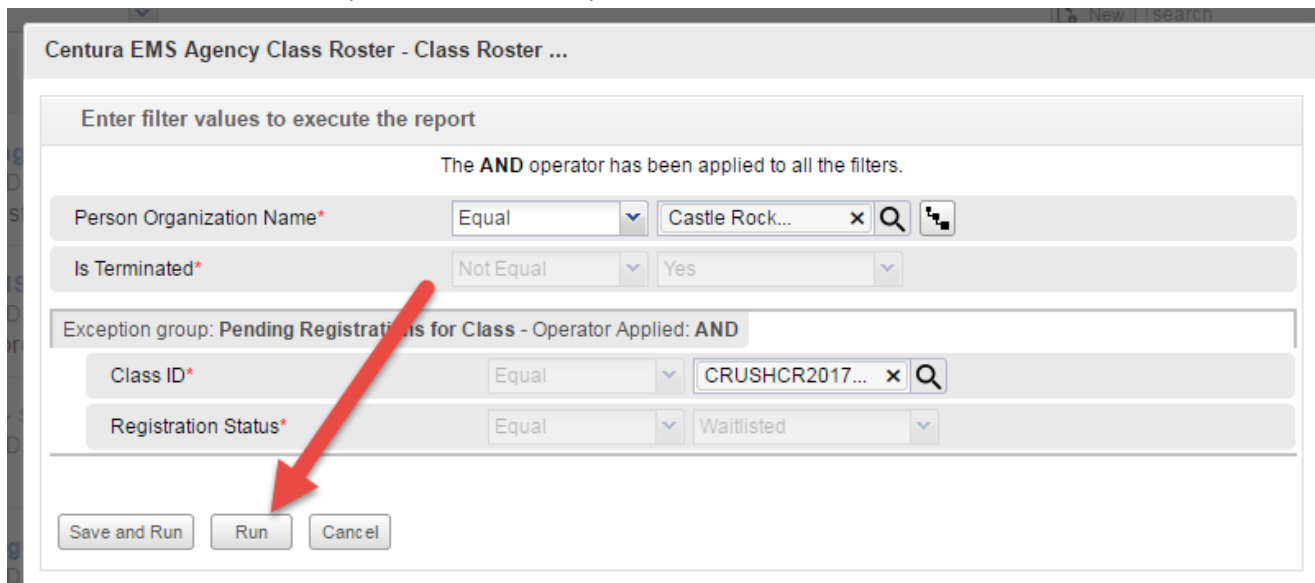 New search
Centura EMS Agency Class Roster - Class Roster ...
Enter filter values to execute the report
The AND operator has been applied to all the filters.
Person Organization Name* Equal Castle Rock... ×
Is Terminated* Not Equal Yes
Exception group: Pending Registrations for Class - Operator Applied: AND
Class ID* Equal CRUSHCR2017... ×
Registration Status* Equal Waitlisted
Save and Run Run Cancel